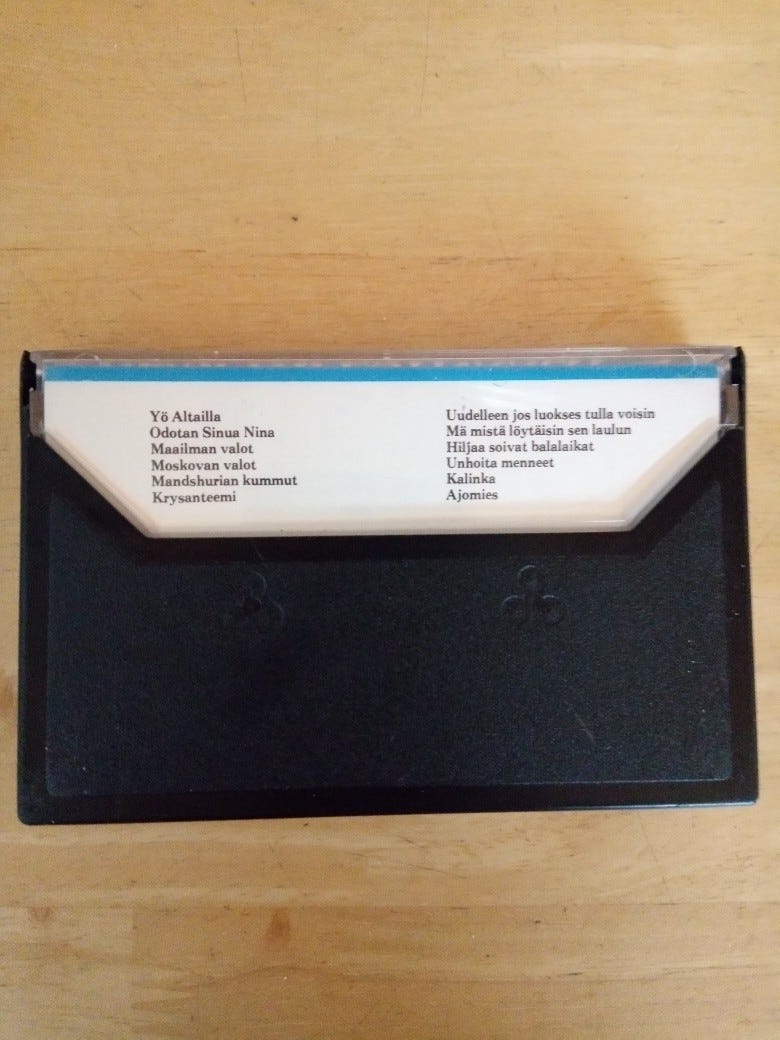 Yö Altailla
Odotan Sinua Nina
Maailman valot
Moskovan valot
Mandshurian kummut
Krysanteemi
Uudelleen jos luokses tulla voisin
Mä mistä löytäisin sen laulun
Hiljaa soivat balalaikat
Unhoita menneet
Kalinka
Ajomies